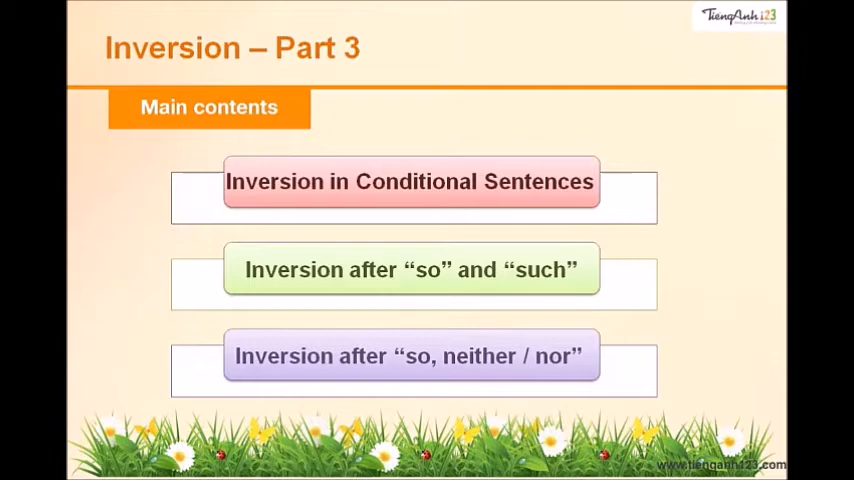 TiengAnh123
Inversion – Part 3
Main contents
Inversion in Conditional Sentences
Inversion after “so” and “such”
Inversion after “so, neither / nor”
www.tienganh123.com